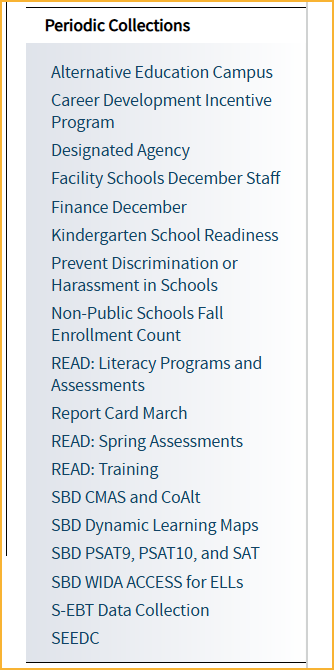 Periodic Collections
Alternative Education Campus
Career Development Incentive
Program
Designated Agency
Facility Schools December Staff
Finance December
Kindergarten School Readiness
Prevent Discrimination or
Harassment in Schools
Non-Public Schools Fall
Enrollment Count
READ: Literacy Programs and
Assessments
Report Card March
READ: Spring Assessments
READ: Training
SBD CMAS and CoAlt
SBD Dynamic Learning Maps
SBD PSAT9, PSAT10, and SAT
SBD WIDA ACCESS for ELLs
S-EBT Data Collection
SEEDC